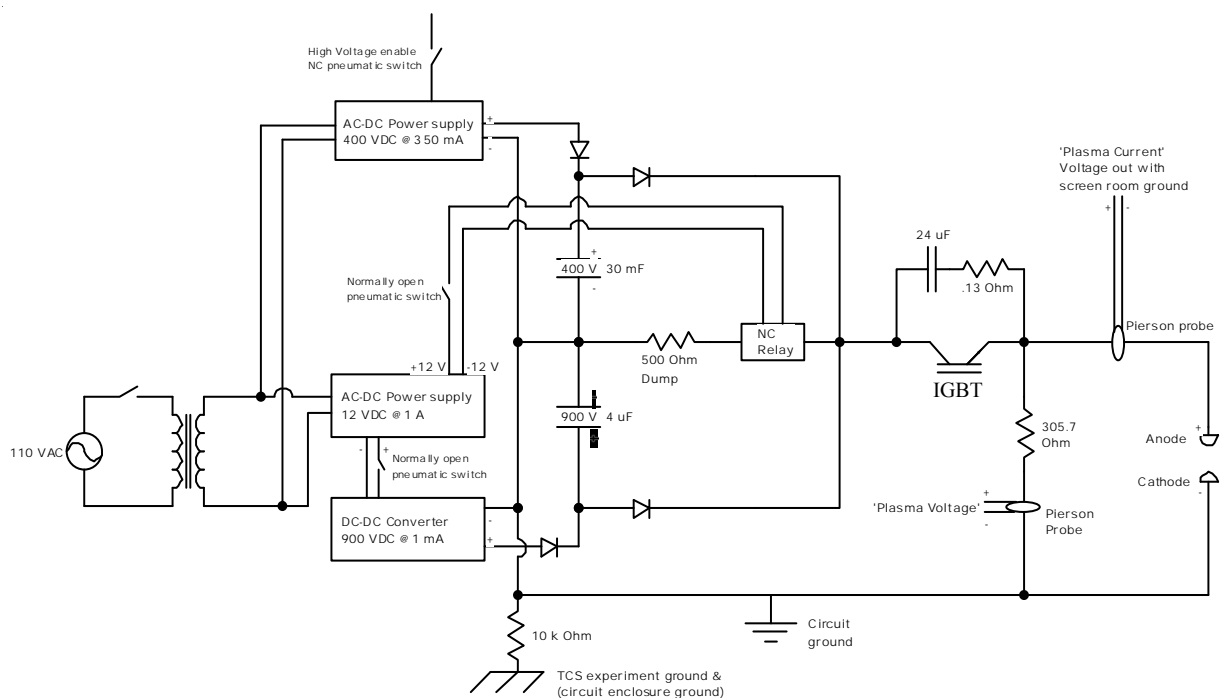 High Voltage enable
NC pneumatic switch
AC-DC Power supply
400 VDC @ 350 mA
+
-
'Plasma Current'
Voltage out with
screen room ground
+ -
24 uF
.13 Ohm
+
400 V 30 mF
-
Normally open
pneumatic switch
NC
Relay
500 Ohm
Dump
Pierson probe
IGBT
+12 V -12 V
AC-DC Power supply
12 VDC @ 1 A
900 V 4 uF
305.7
Ohm
+
Anode
Cathode
-
110 VAC
- +
Normally open
pneumatic switch
DC-DC Converter
900 VDC @ 1 mA
-
+
+
'Plasma Voltage'
-
Pierson
Probe
10 k Ohm
Circuit
ground
TCS experiment ground &
(circuit enclosure ground)